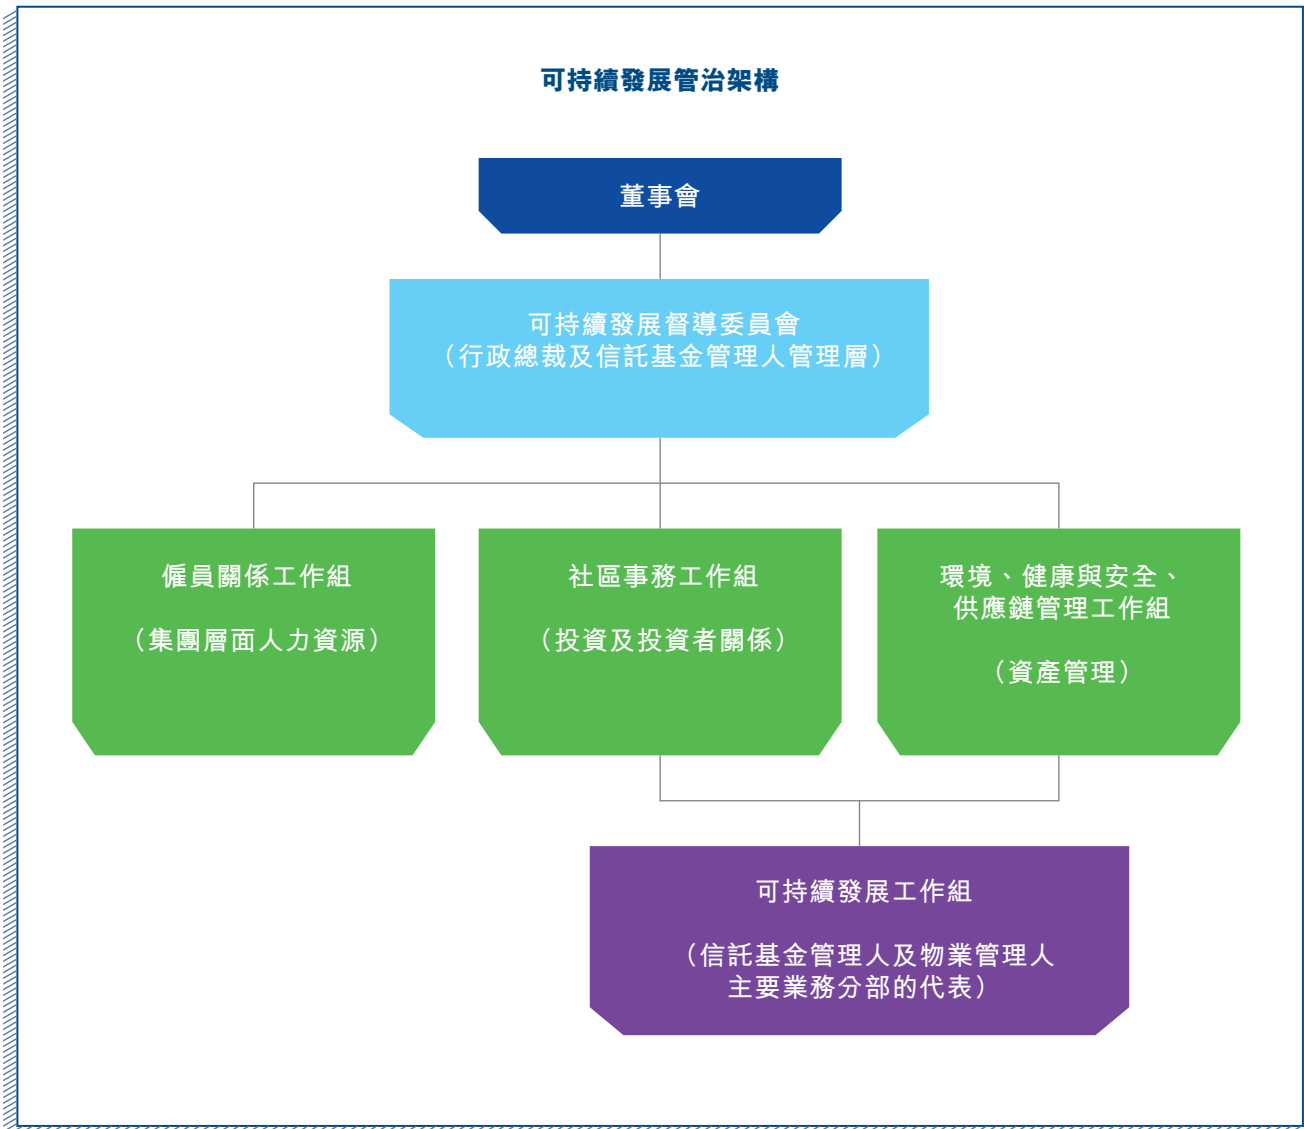 可持續發展管治架構
董事會
可持續發展督導委員會
（行政總裁及信託基金管理人管理層）
僱員關係工作組
（集團層面人力資源）
社區事務工作組
（投資及投資者關係）
環境、健康與安全、
供應鏈管理工作組
（資產管理）
可持續發展工作組
（信託基金管理人及物業管理人
主要業務分部的代表）